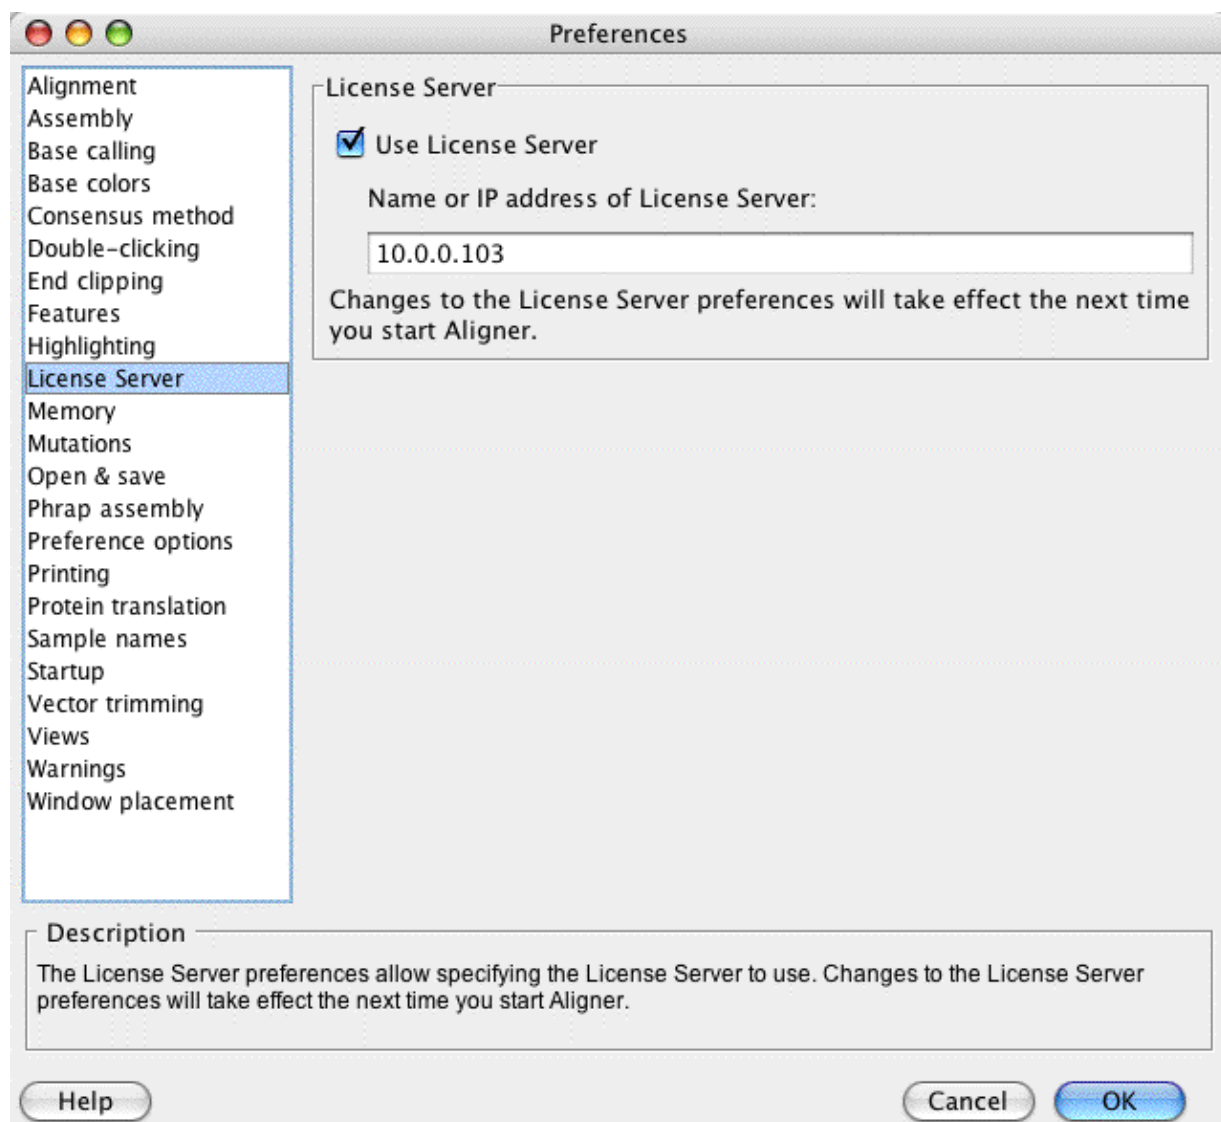 Preferences
Alignment
Assembly
Base calling
Base colors
Consensus method
Double-clicking
End clipping
Features
Highlighting
License Server
Memory
Mutations
Open & save
Phrap assembly
Preference options
Printing
Protein translation
Sample names
Startup
Vector trimming
Views
Warnings
Window placement
License Server
Use License Server
Name or IP address of License Server:
10.0.0.103
Changes to the License Server preferences will take effect the next time
you start Aligner.
Description
The License Server preferences allow specifying the License Server to use. Changes to the License Server
preferences will take effect the next time you start Aligner.
Help
Cancel
OK